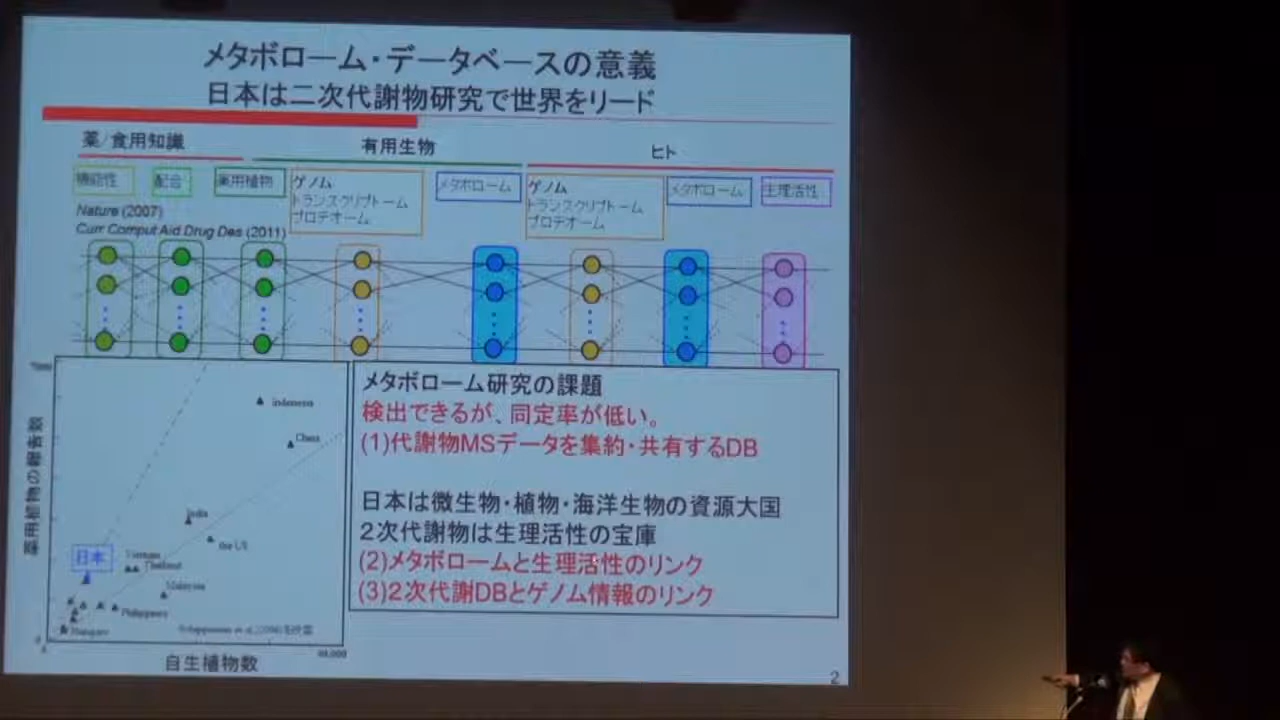 メタボローム・データベースの意義
日本は二次代謝物研究で世界をリード
薬/食用知識
有用生物
ヒト
機能性
配合
薬用植物
ゲノム
トランスクリプトーム
プロテオーム
メタボローム
ゲノム
トランスクリプトーム
プロテオーム
メタボローム
生理活性
Nature (2007)
Curr Comput Aid Drug Des (2011)
メタボローム研究の課題
検出できるが、同定率が低い。
(1)代謝物MSデータを集約・共有するDB
日本は微生物・植物・海洋生物の資源大国
2次代謝物は生理活性の宝庫
(2)メタボロームと生理活性のリンク
(3)2次代謝DBとゲノム情報のリンク
薬用植物の報告数
Indonesia
China
India
the US
日本
Vietnam
Thailand
Malaysia
Philippines
Hungary
自生植物数
2